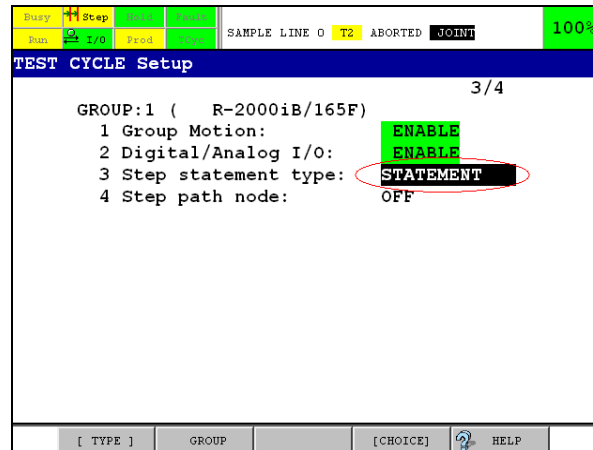 Busy Step Hold Fault
Run I/O Prod TCyc
SAMPLE LINE 0 T2 ABORTED JOINT
100%
TEST CYCLE Setup
3/4
GROUP:1 ( R-2000iB/165F)
1 Group Motion: ENABLE
2 Digital/Analog I/O: ENABLE
3 Step statement type: STATEMENT
4 Step path node: OFF
[ TYPE ] GROUP [CHOICE] HELP